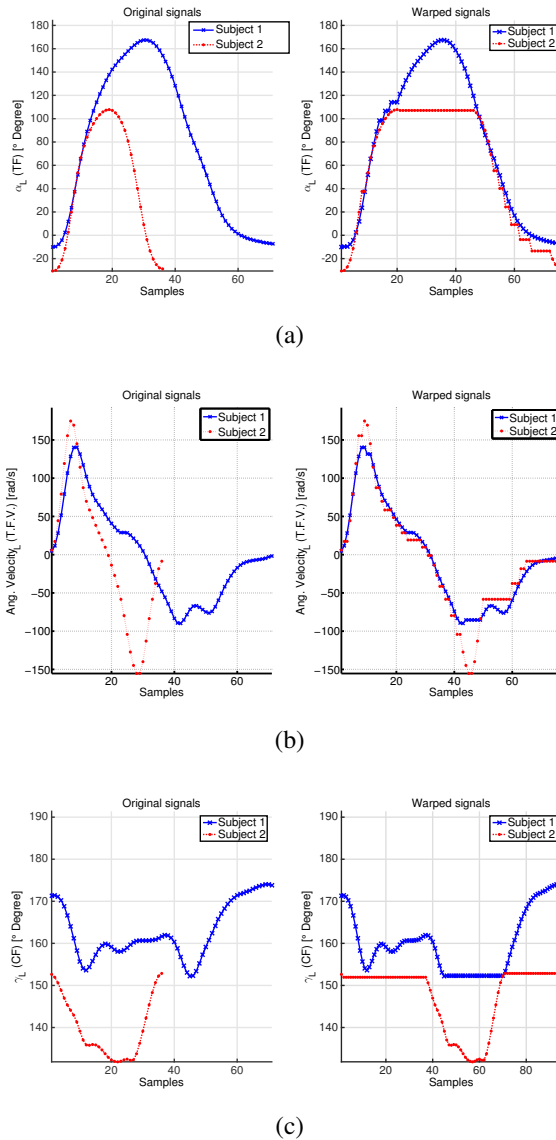 Original signals
Subject 1
Subject 2
α_L (TF) [° Degree]
180
160
140
120
100
80
60
40
20
0
-20
20
40
60
Samples
Warped signals
Subject 1
Subject 2
α_L (TF) [° Degree]
180
160
140
120
100
80
60
40
20
0
-20
20
40
60
Samples
(a)
Original signals
Subject 1
Subject 2
Ang. Velocity_L (T.F.V.) [rad/s]
150
100
50
0
−50
−100
−150
20
40
60
Samples
Warped signals
Subject 1
Subject 2
Ang. Velocity_L (T.F.V.) [rad/s]
150
100
50
0
−50
−100
−150
20
40
60
Samples
(b)
Original signals
Subject 1
Subject 2
γ_L (CF) [° Degree]
190
180
170
160
150
140
20
40
60
Samples
Warped signals
Subject 1
Subject 2
γ_L (CF) [° Degree]
190
180
170
160
150
140
20
40
60
80
Samples
(c)